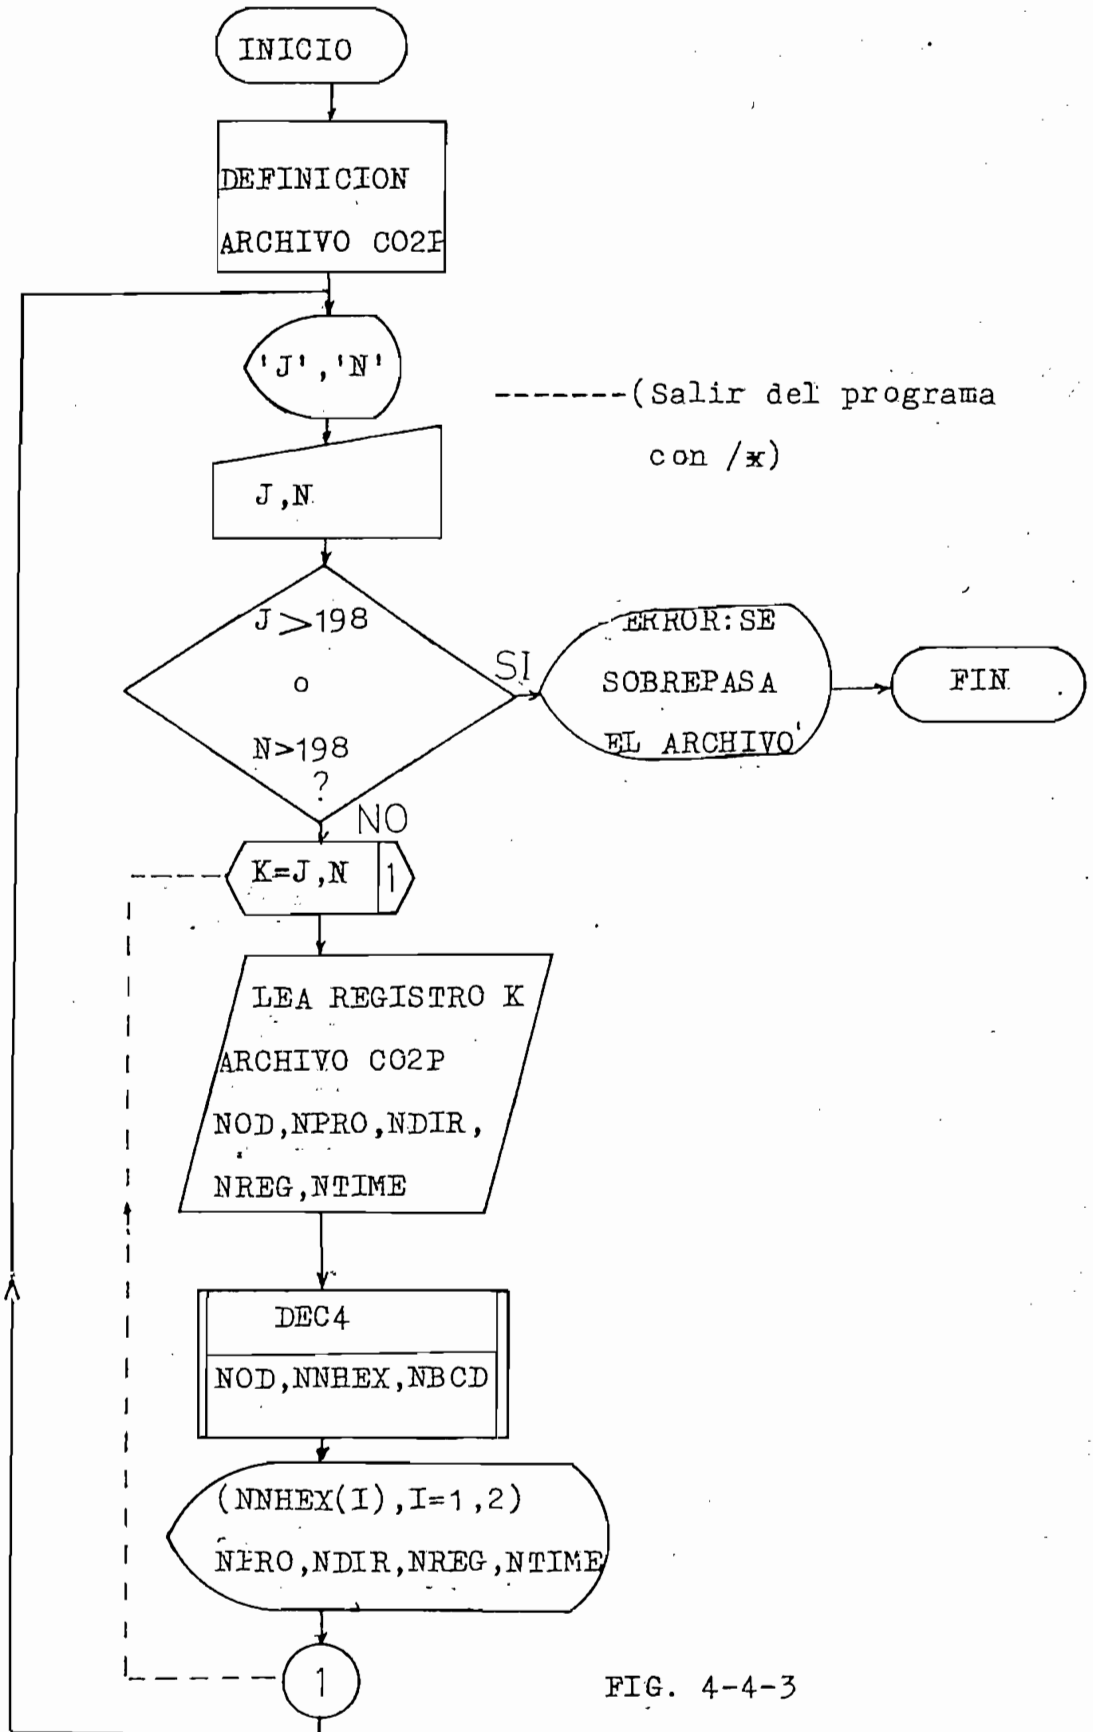 INICIO
DEFINICION
ARCHIVO CO2P
'J','N'
-------(Salir del programa
con /*)
J,N
J>198
o
N>198
?
SI
ERROR:SE
SOBREPASA
EL ARCHIVO'
FIN
NO
K=J,N 1
LEA REGISTRO K
ARCHIVO CO2P
NOD,NPRO,NDIR,
NREG,NTIME
DEC4
NOD,NNHEX,NBCD
(NNHEX(I),I=1,2)
NPRO,NDIR,NREG,NTIME
1
FIG. 4-4-3